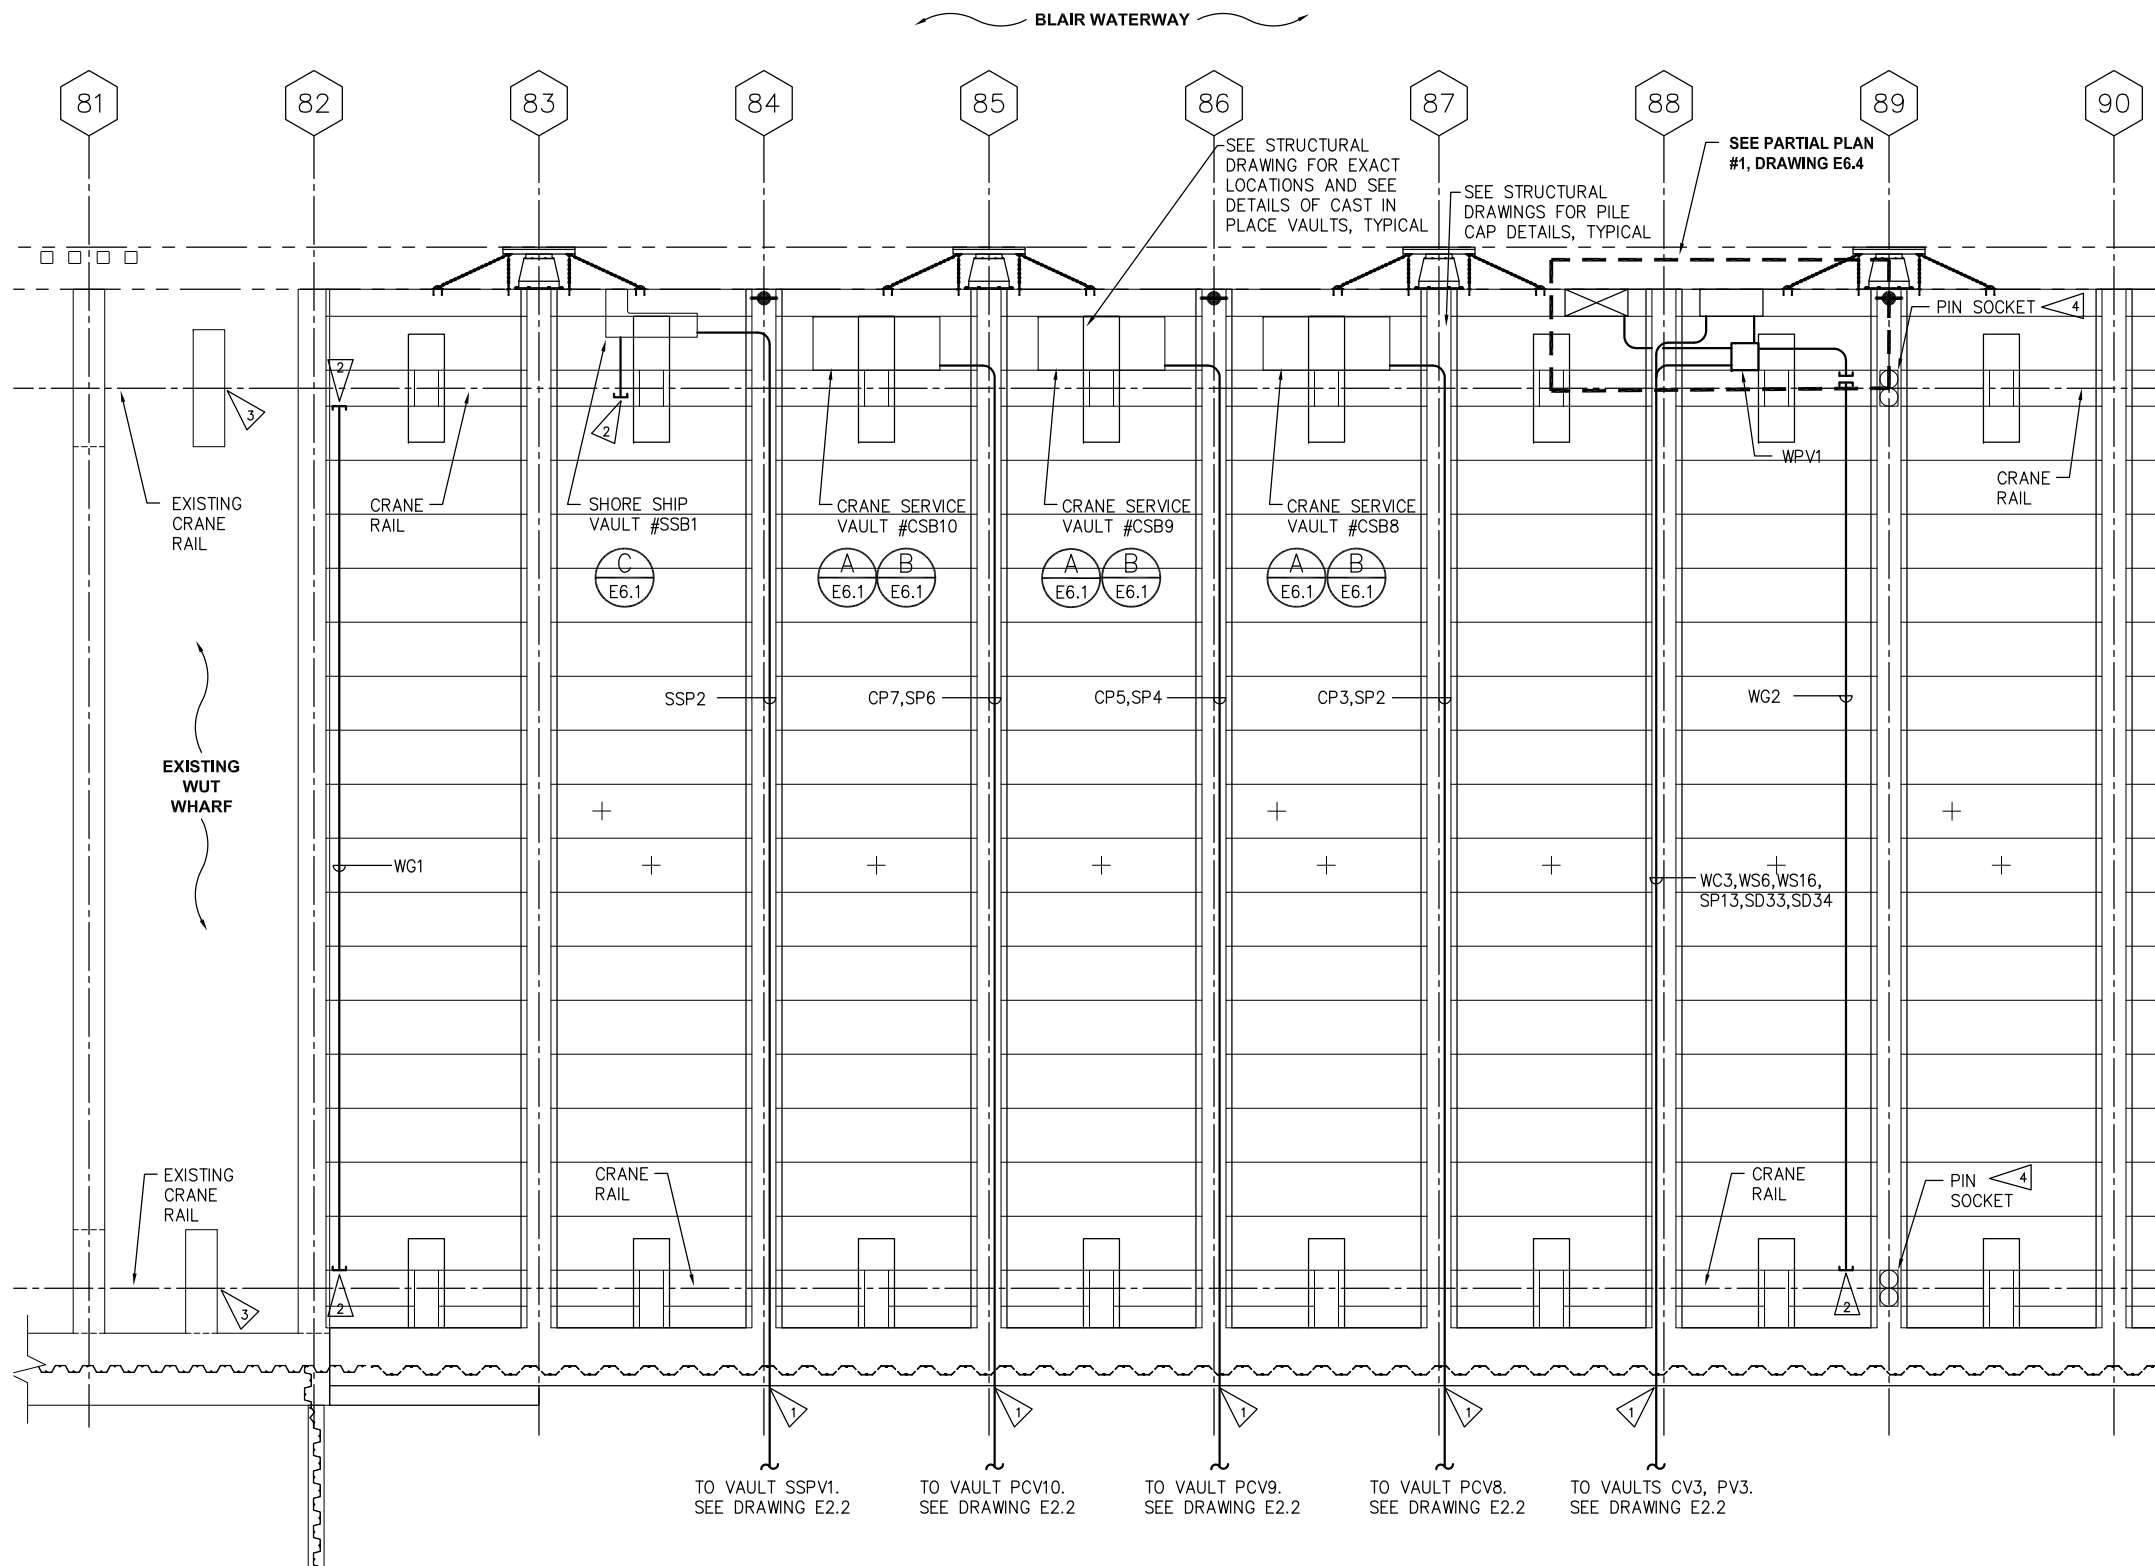 BLAIR WATERWAY
81
82
83
84
85
86
87
88
89
90
SEE STRUCTURAL
DRAWING FOR EXACT
LOCATIONS AND SEE
DETAILS OF CAST IN
PLACE VAULTS, TYPICAL
SEE STRUCTURAL
DRAWINGS FOR PILE
CAP DETAILS, TYPICAL
SEE PARTIAL PLAN
#1, DRAWING E6.4
PIN SOCKET
4
2
3
2
WPV1
EXISTING
CRANE
RAIL
CRANE
RAIL
SHORE SHIP
VAULT #SSB1
CRANE SERVICE
VAULT #CSB10
CRANE SERVICE
VAULT #CSB9
CRANE SERVICE
VAULT #CSB8
CRANE
RAIL
C
E6.1
A
E6.1
B
E6.1
A
E6.1
B
E6.1
A
E6.1
B
E6.1
SSP2
CP7,SP6
CP5,SP4
CP3,SP2
WG2
EXISTING
WUT
WHARF
WG1
WC3,WS6,WS16,
SP13,SD33,SD34
EXISTING
CRANE
RAIL
CRANE
RAIL
CRANE
RAIL
PIN
SOCKET
4
3
2
2
1
1
1
1
1
TO VAULT SSPV1.
SEE DRAWING E2.2
TO VAULT PCV10.
SEE DRAWING E2.2
TO VAULT PCV9.
SEE DRAWING E2.2
TO VAULT PCV8.
SEE DRAWING E2.2
TO VAULTS CV3, PV3.
SEE DRAWING E2.2